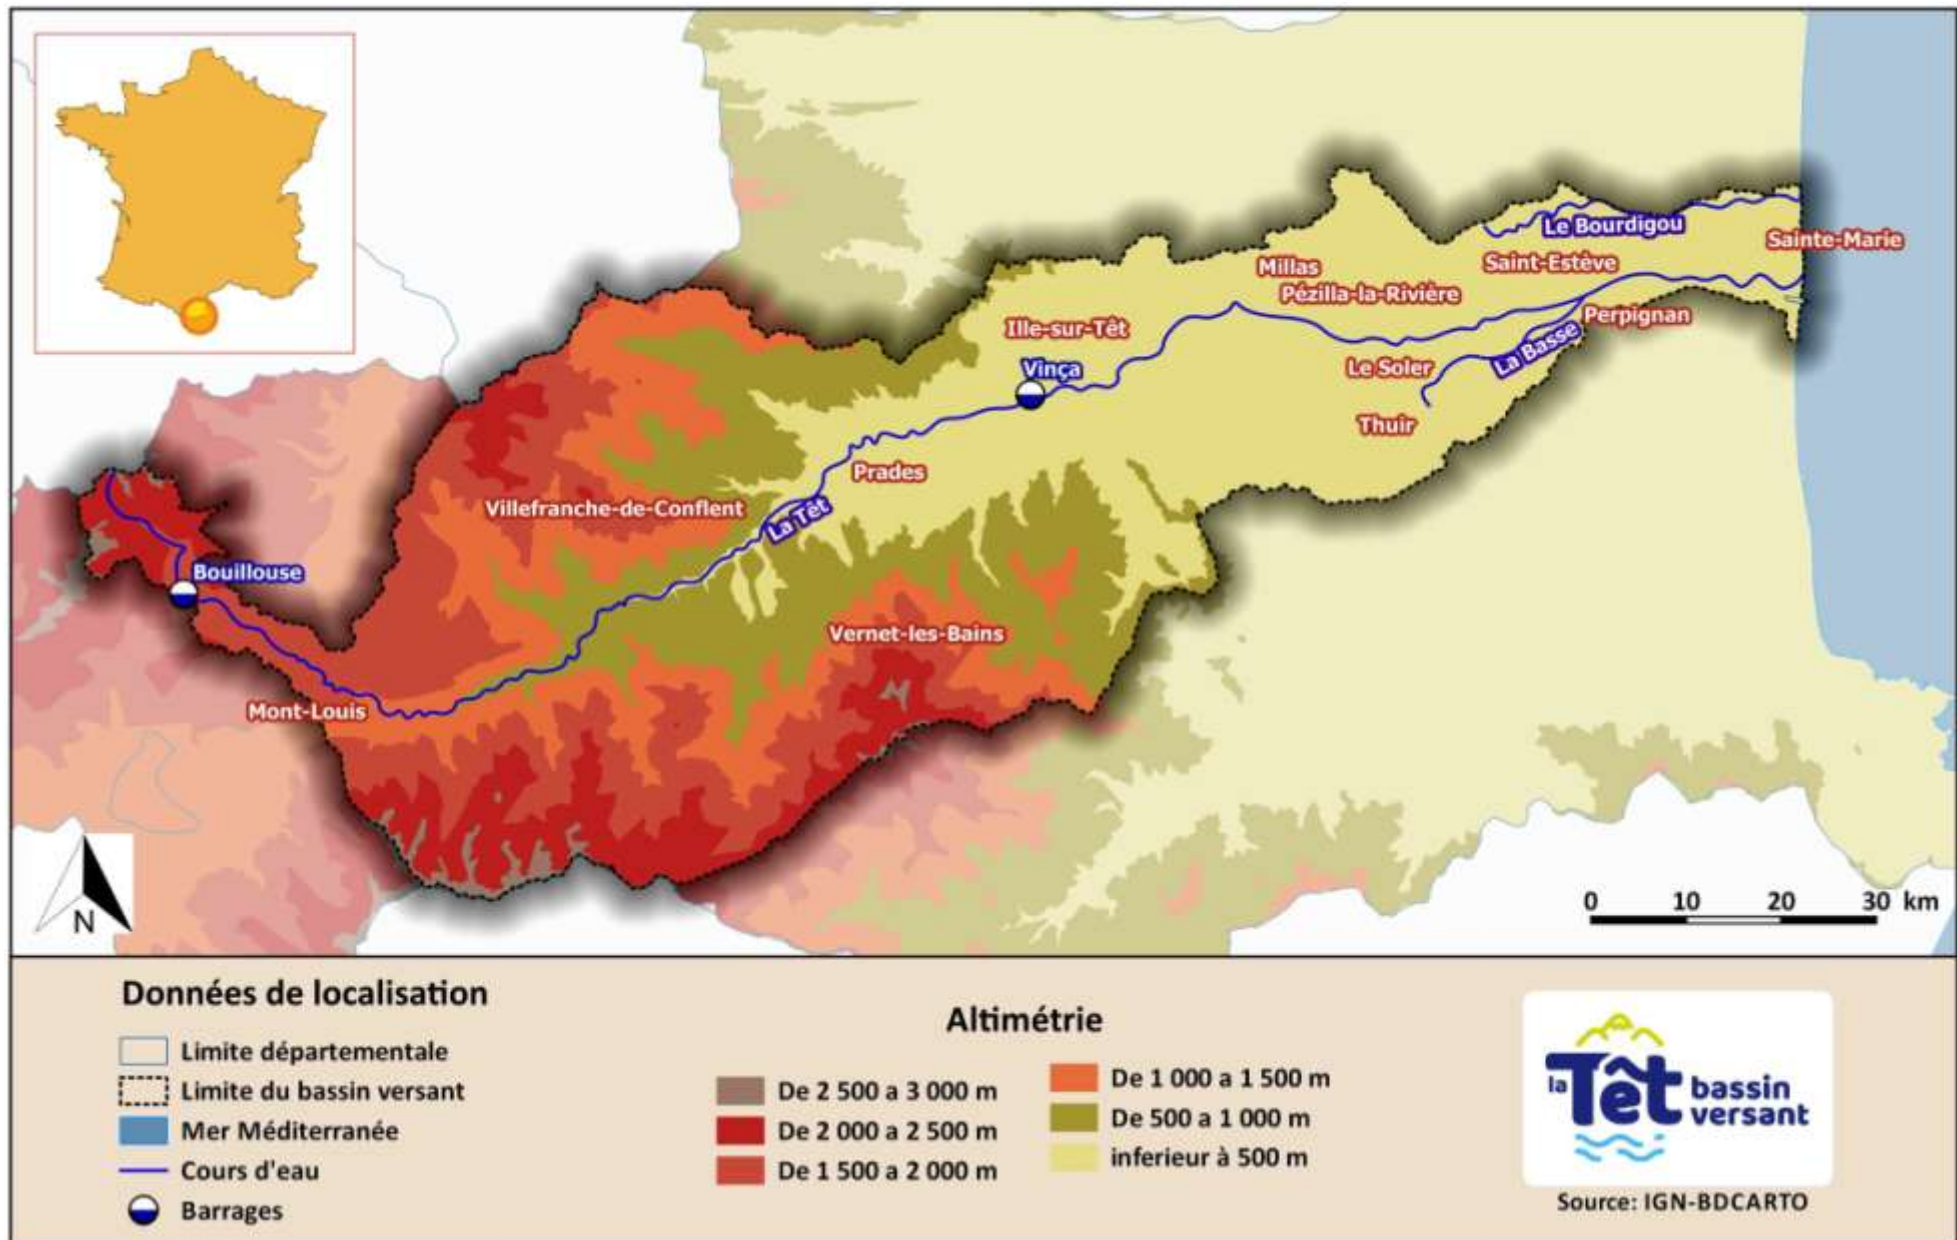 Le Bourdigou
Sainte-Marie
Saint-Estève
Millas
Pézilla-la-Rivière
Perpignan
Ille-sur-Têt
La Basse
Le Soler
Vinça
Thuir
Prades
Villefranche-de-Conflent
La Têt
Bouillouse
Vernet-les-Bains
Mont-Louis
N
0 10 20 30 km
Données de localisation
Limite départementale
Limite du bassin versant
Mer Méditerranée
Cours d'eau
Barrages
Altimétrie
De 2 500 a 3 000 m
De 2 000 a 2 500 m
De 1 500 a 2 000 m
De 1 000 a 1 500 m
De 500 a 1 000 m
inferieur à 500 m
la Têt bassin
versant
Source: IGN-BDCARTO